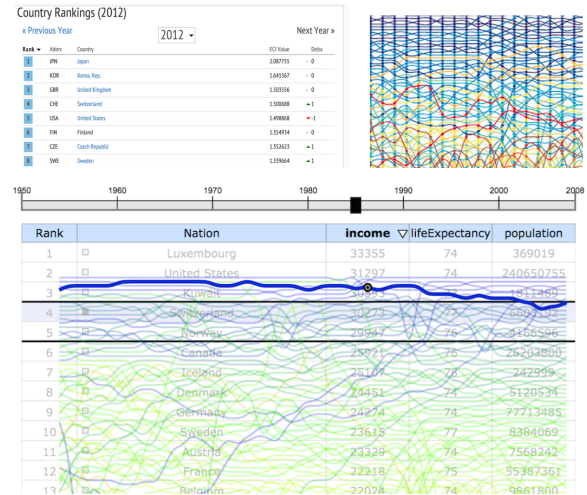 Country Rankings (2012)
« Previous Year 2012 Next Year »
Rank Abbrv Country ECI Value Delta
1 JPN Japan 2.087755 - 0
2 KOR Korea, Rep. 1.641567 - 0
3 GBR United Kingdom 1.503556 - 0
4 CHE Switzerland 1.500688 ▲1
5 USA United States 1.498868 ▼-1
6 FIN Finland 1.354934 - 0
7 CZE Czech Republic 1.352623 ▲1
8 SWE Sweden 1.339664 ▲1
1950 1960 1970 1980 1990 2000 2008
Rank Nation income ▽ lifeExpectancy population
1 Luxembourg 33355 74 369019
2 United States 31297 74 240650755
3 Kuwait
4 Switzerland 30273
5 Norway 29947 76 4166596
6 Canada 25921 76 26203800
7 Iceland 25107 78 242999
8 Denmark 24451 74 5120534
9 Germany 24274 74 77713485
10 Sweden 23615 77 8384069
11 Austria 23329 74 7568242
12 France 22218 75 55387361
13 Belgium 22024 74 9861800